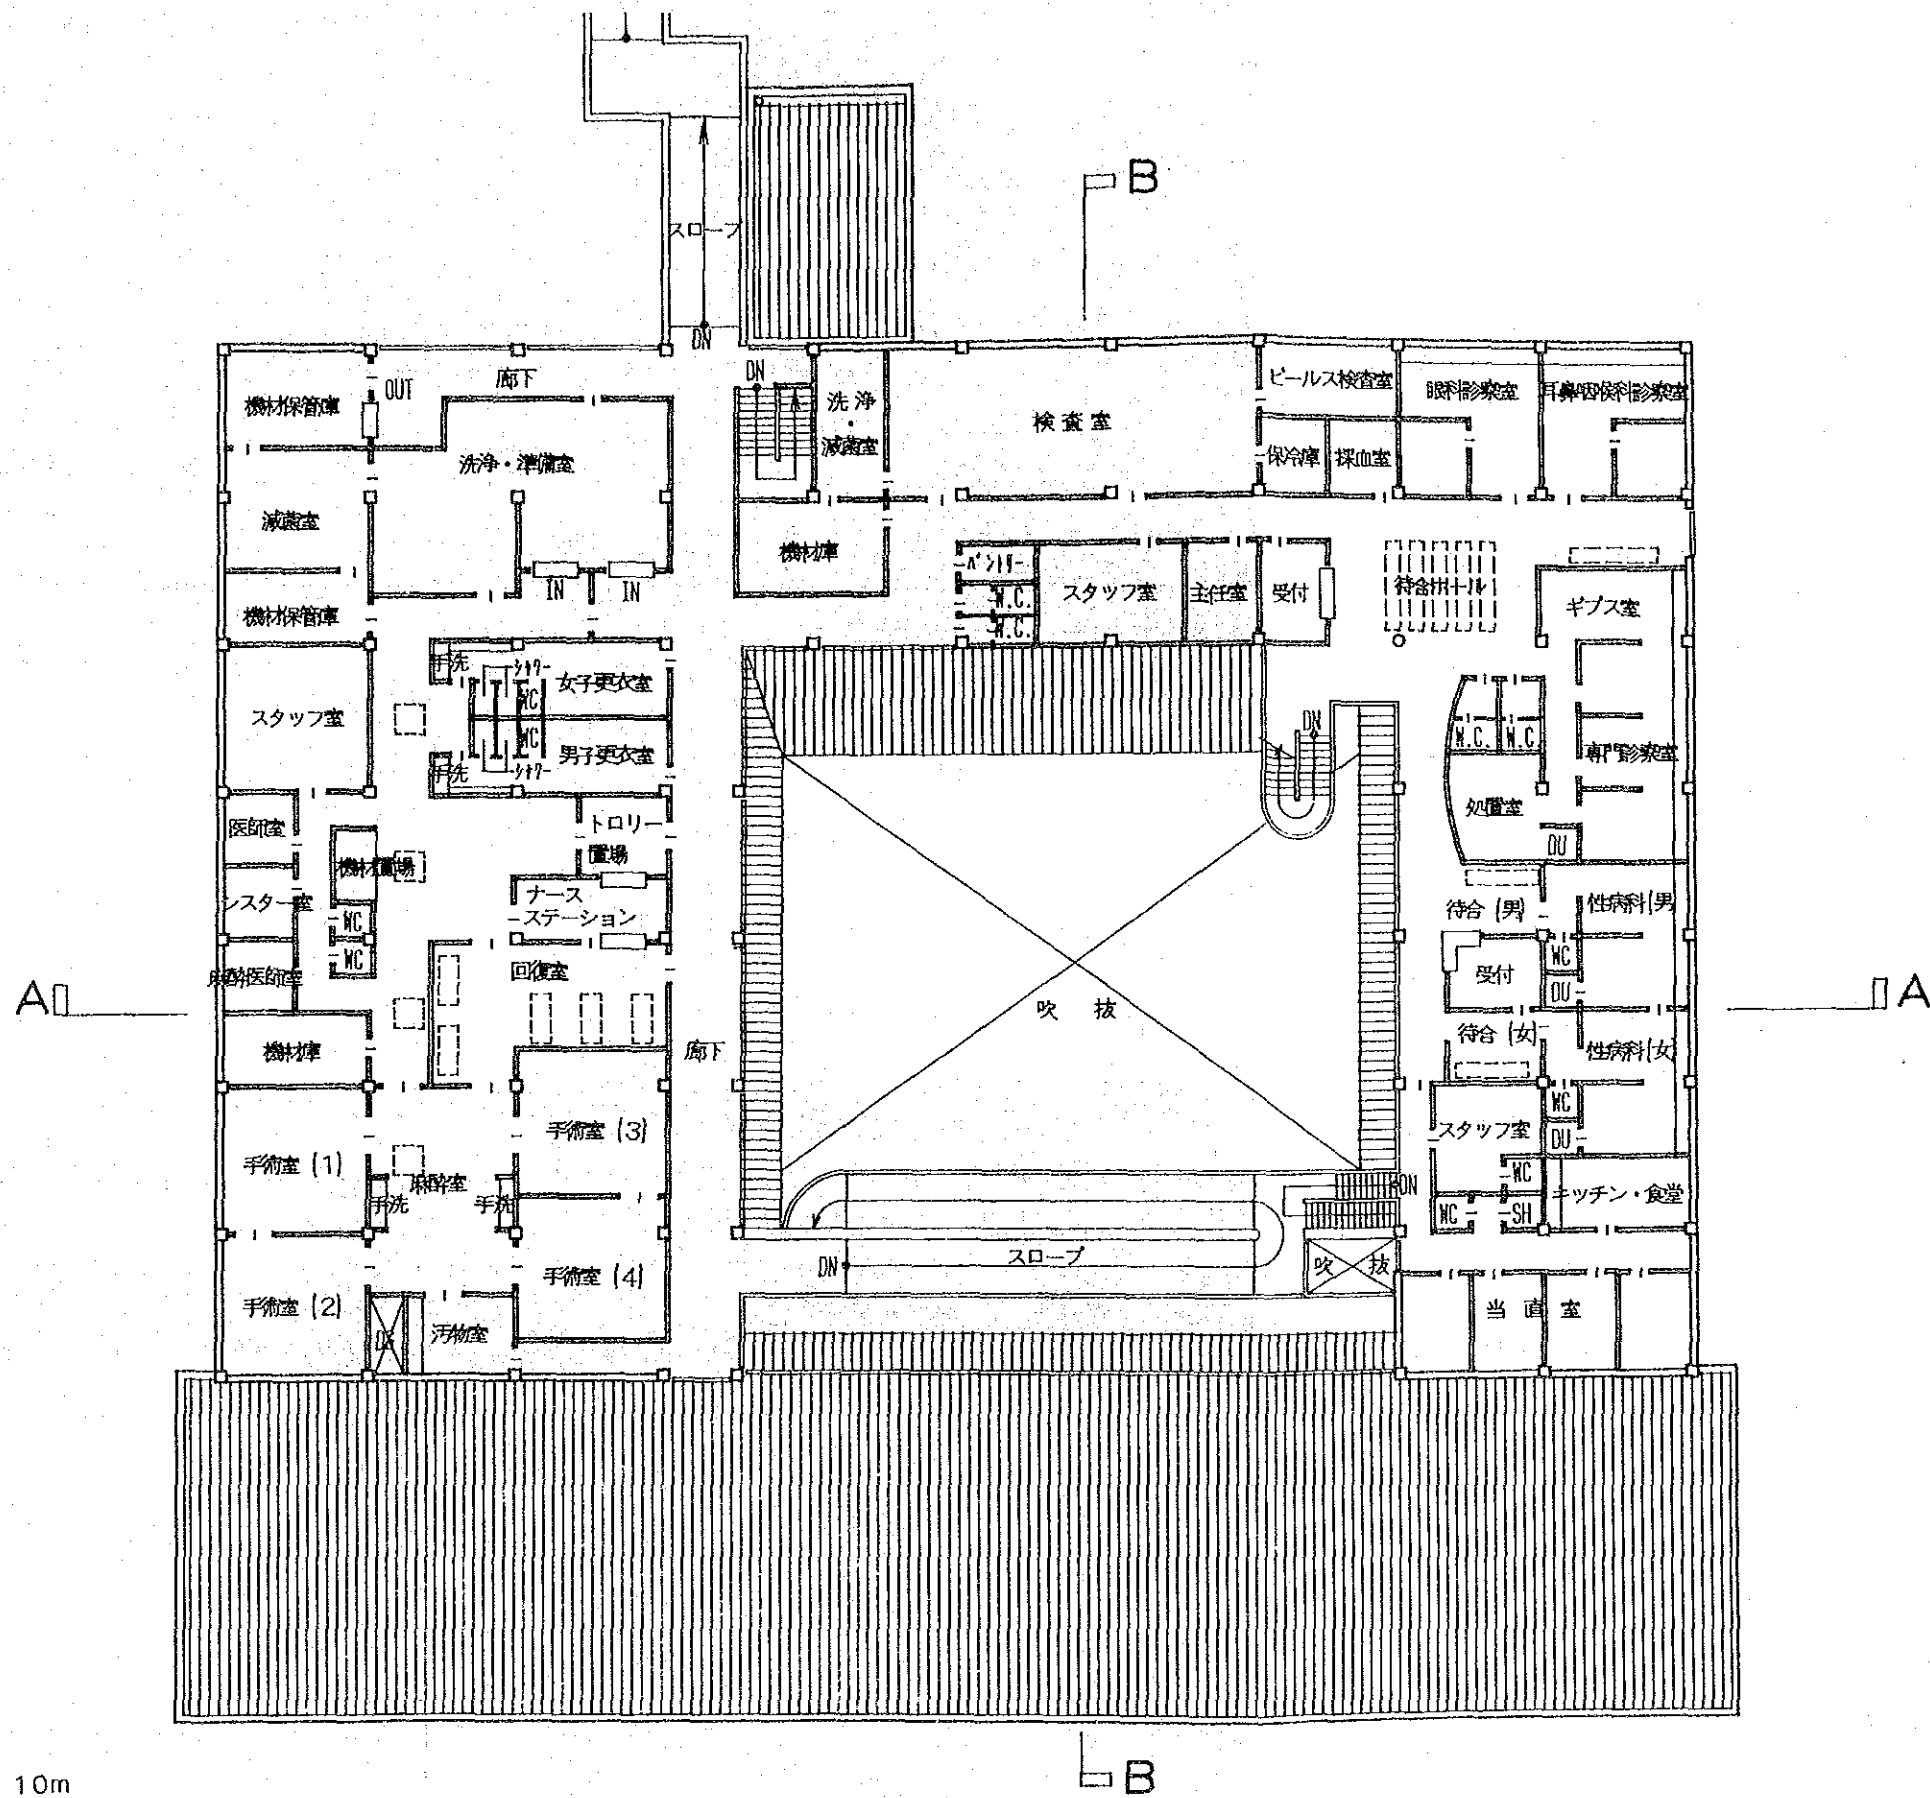 B
スロープ
DN
機材保管庫
OUT
廊下
DN
洗浄
・
滅菌室
検査室
ビールス検査室
眼科診察室
耳鼻咽喉科診察室
洗浄・準備室
保冷庫
採血室
滅菌室
機材庫
IN
IN
パントリー
W.C.
W.C.
スタッフ室
主任室
受付
待合ホール
ギプス室
機材保管庫
手洗
シャワー
女子更衣室
WC
スタッフ室
WC
男子更衣室
手洗
シャワー
DN
W.C.
W.C.
専門診察室
処置室
DU
医師室
トロリー
置場
機材置場
シスター室
ナース
ステーション
WC
WC
待合(男)
性病科(男)
麻酔医師室
回復室
WC
受付
DU
A
A
吹抜
機材庫
廊下
待合(女)
性病科(女)
手術室(3)
WC
スタッフ室
DU
手術室(1)
麻酔室
手洗
手洗
WC
DN
キッチン・食堂
WC
SH
手術室(2)
手術室(4)
汚物室
DN
スロープ
吹抜
当直室
B
10m